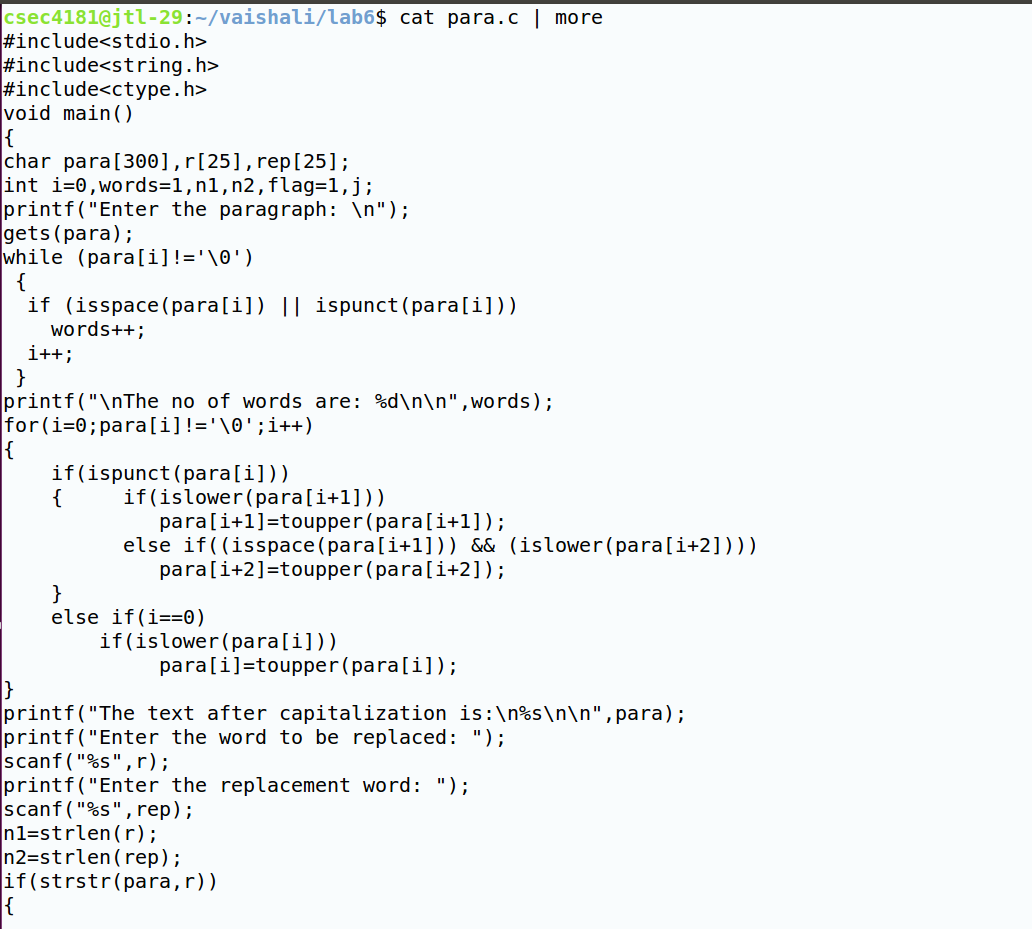 csec4181@jtl-29:~/vaishali/lab6$ cat para.c | more
#include<stdio.h>
#include<string.h>
#include<ctype.h>
void main()
{
char para[300],r[25],rep[25];
int i=0,words=1,n1,n2,flag=1,j;
printf("Enter the paragraph: \n");
gets(para);
while (para[i]!='\0')
 {
  if (isspace(para[i]) || ispunct(para[i]))
    words++;
  i++;
 }
printf("\nThe no of words are: %d\n\n",words);
for(i=0;para[i]!='\0';i++)
{
    if(ispunct(para[i]))
    {     if(islower(para[i+1]))
             para[i+1]=toupper(para[i+1]);
          else if((isspace(para[i+1])) && (islower(para[i+2])))
             para[i+2]=toupper(para[i+2]);
    }
    else if(i==0)
        if(islower(para[i]))
             para[i]=toupper(para[i]);
}
printf("The text after capitalization is:\n%s\n\n",para);
printf("Enter the word to be replaced: ");
scanf("%s",r);
printf("Enter the replacement word: ");
scanf("%s",rep);
n1=strlen(r);
n2=strlen(rep);
if(strstr(para,r))
{